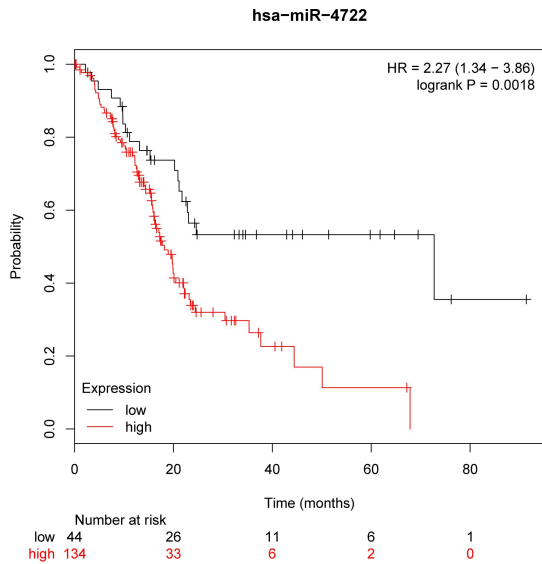 hsa−miR−4722
HR = 2.27 (1.34 − 3.86)
logrank P = 0.0018
Probability
1.0
0.8
0.6
0.4
0.2
0.0
Expression
low
high
0 20 40 60 80
Time (months)
Number at risk
low 44 26 11 6 1
high 134 33 6 2 0